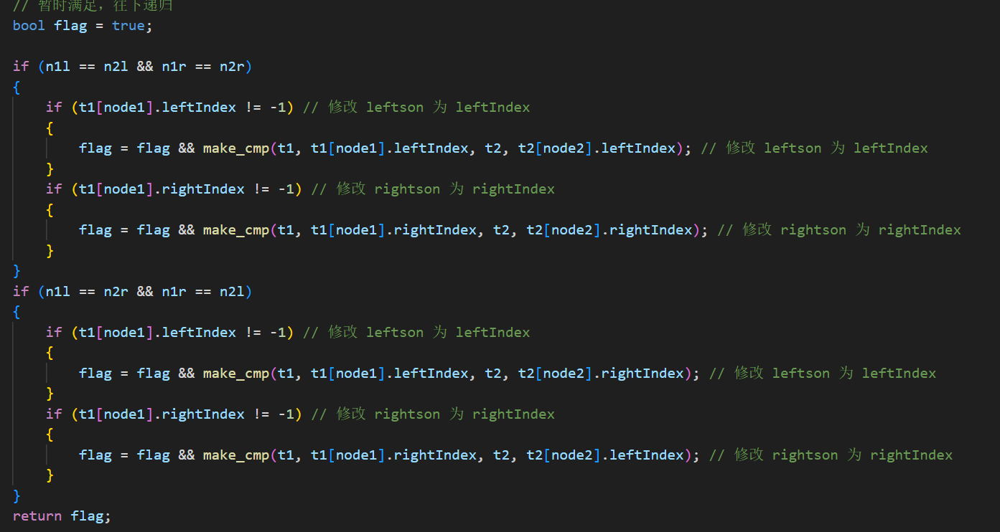 // 暂时满足，往下递归
bool flag = true;
if (n1l == n2l && n1r == n2r)
{
if (t1[node1].leftIndex != -1) // 修改 leftson 为 leftIndex
{
flag = flag && make_cmp(t1, t1[node1].leftIndex, t2, t2[node2].leftIndex); // 修改 leftson 为 leftIndex
}
if (t1[node1].rightIndex != -1) // 修改 rightson 为 rightIndex
{
flag = flag && make_cmp(t1, t1[node1].rightIndex, t2, t2[node2].rightIndex); // 修改 rightson 为 rightIndex
}
}
if (n1l == n2r && n1r == n2l)
{
if (t1[node1].leftIndex != -1) // 修改 leftson 为 leftIndex
{
flag = flag && make_cmp(t1, t1[node1].leftIndex, t2, t2[node2].rightIndex); // 修改 leftson 为 leftIndex
}
if (t1[node1].rightIndex != -1) // 修改 rightson 为 rightIndex
{
flag = flag && make_cmp(t1, t1[node1].rightIndex, t2, t2[node2].leftIndex); // 修改 rightson 为 rightIndex
}
}
return flag;